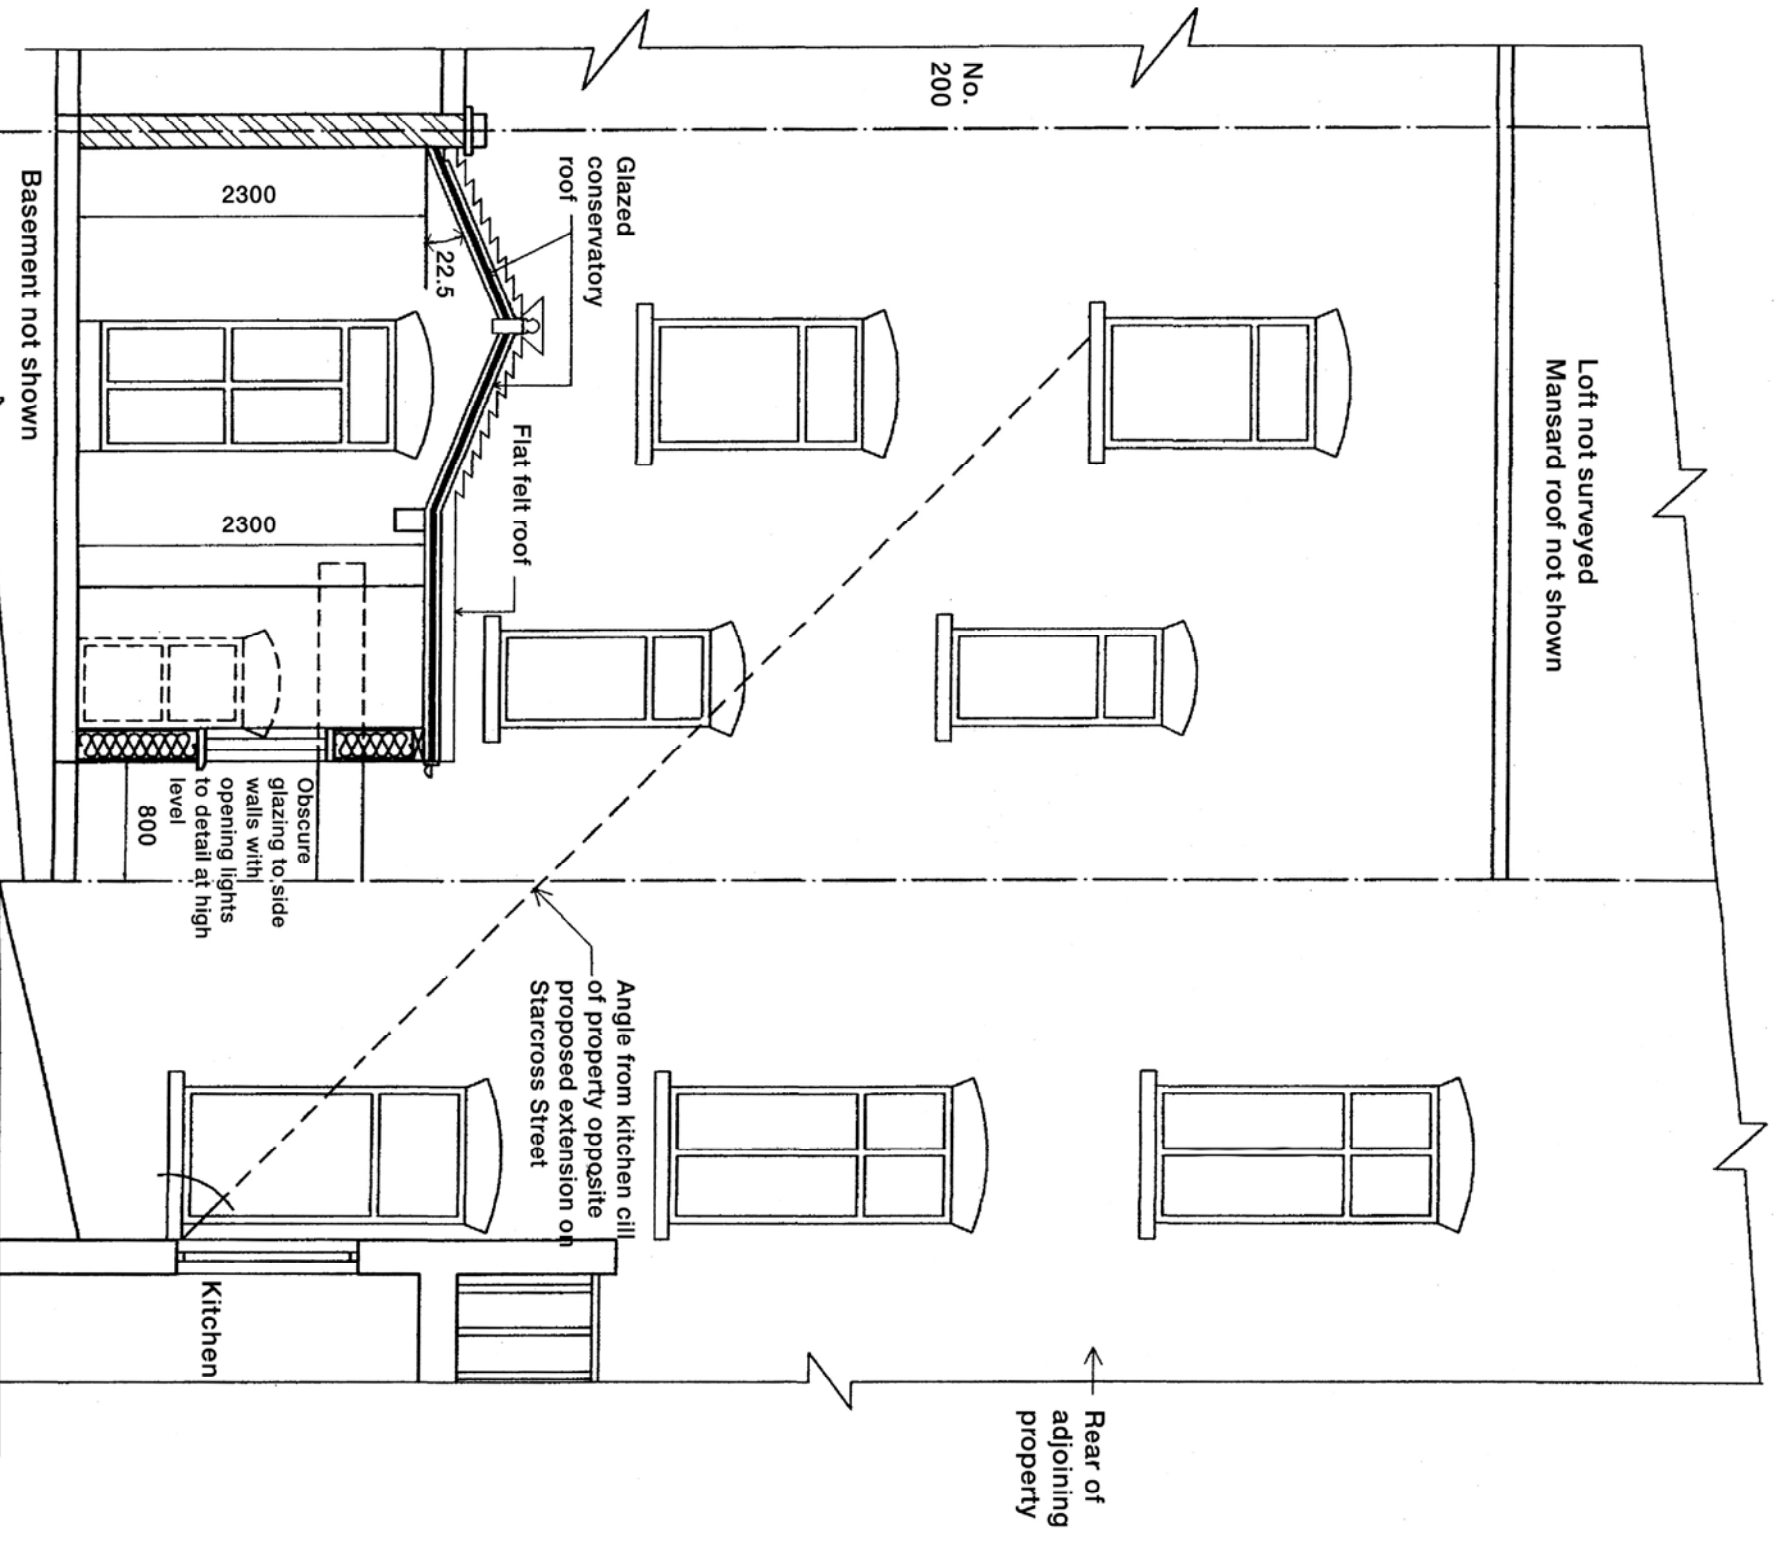 No.
200
Loft not surveyed
Mansard roof not shown
Glazed
conservatory
roof
Flat felt roof
22.5
2300
2300
Basement not shown
Obscure
glazing to side
walls with
opening lights
to detail at high
level
800
Angle from kitchen cill
of property opposite
proposed extension on
Starcross Street
Kitchen
Rear of
adjoining
property